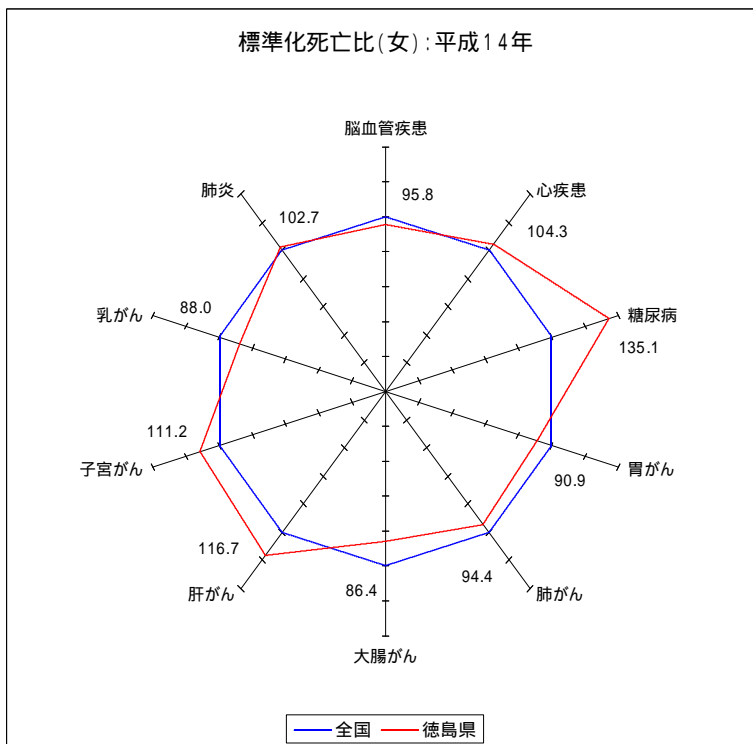 標準化死亡比(女):平成14年
脳血管疾患
95.8
心疾患
104.3
糖尿病
135.1
胃がん
90.9
肺がん
94.4
大腸がん
86.4
肝がん
116.7
子宮がん
111.2
乳がん
88.0
肺炎
102.7
全国
徳島県